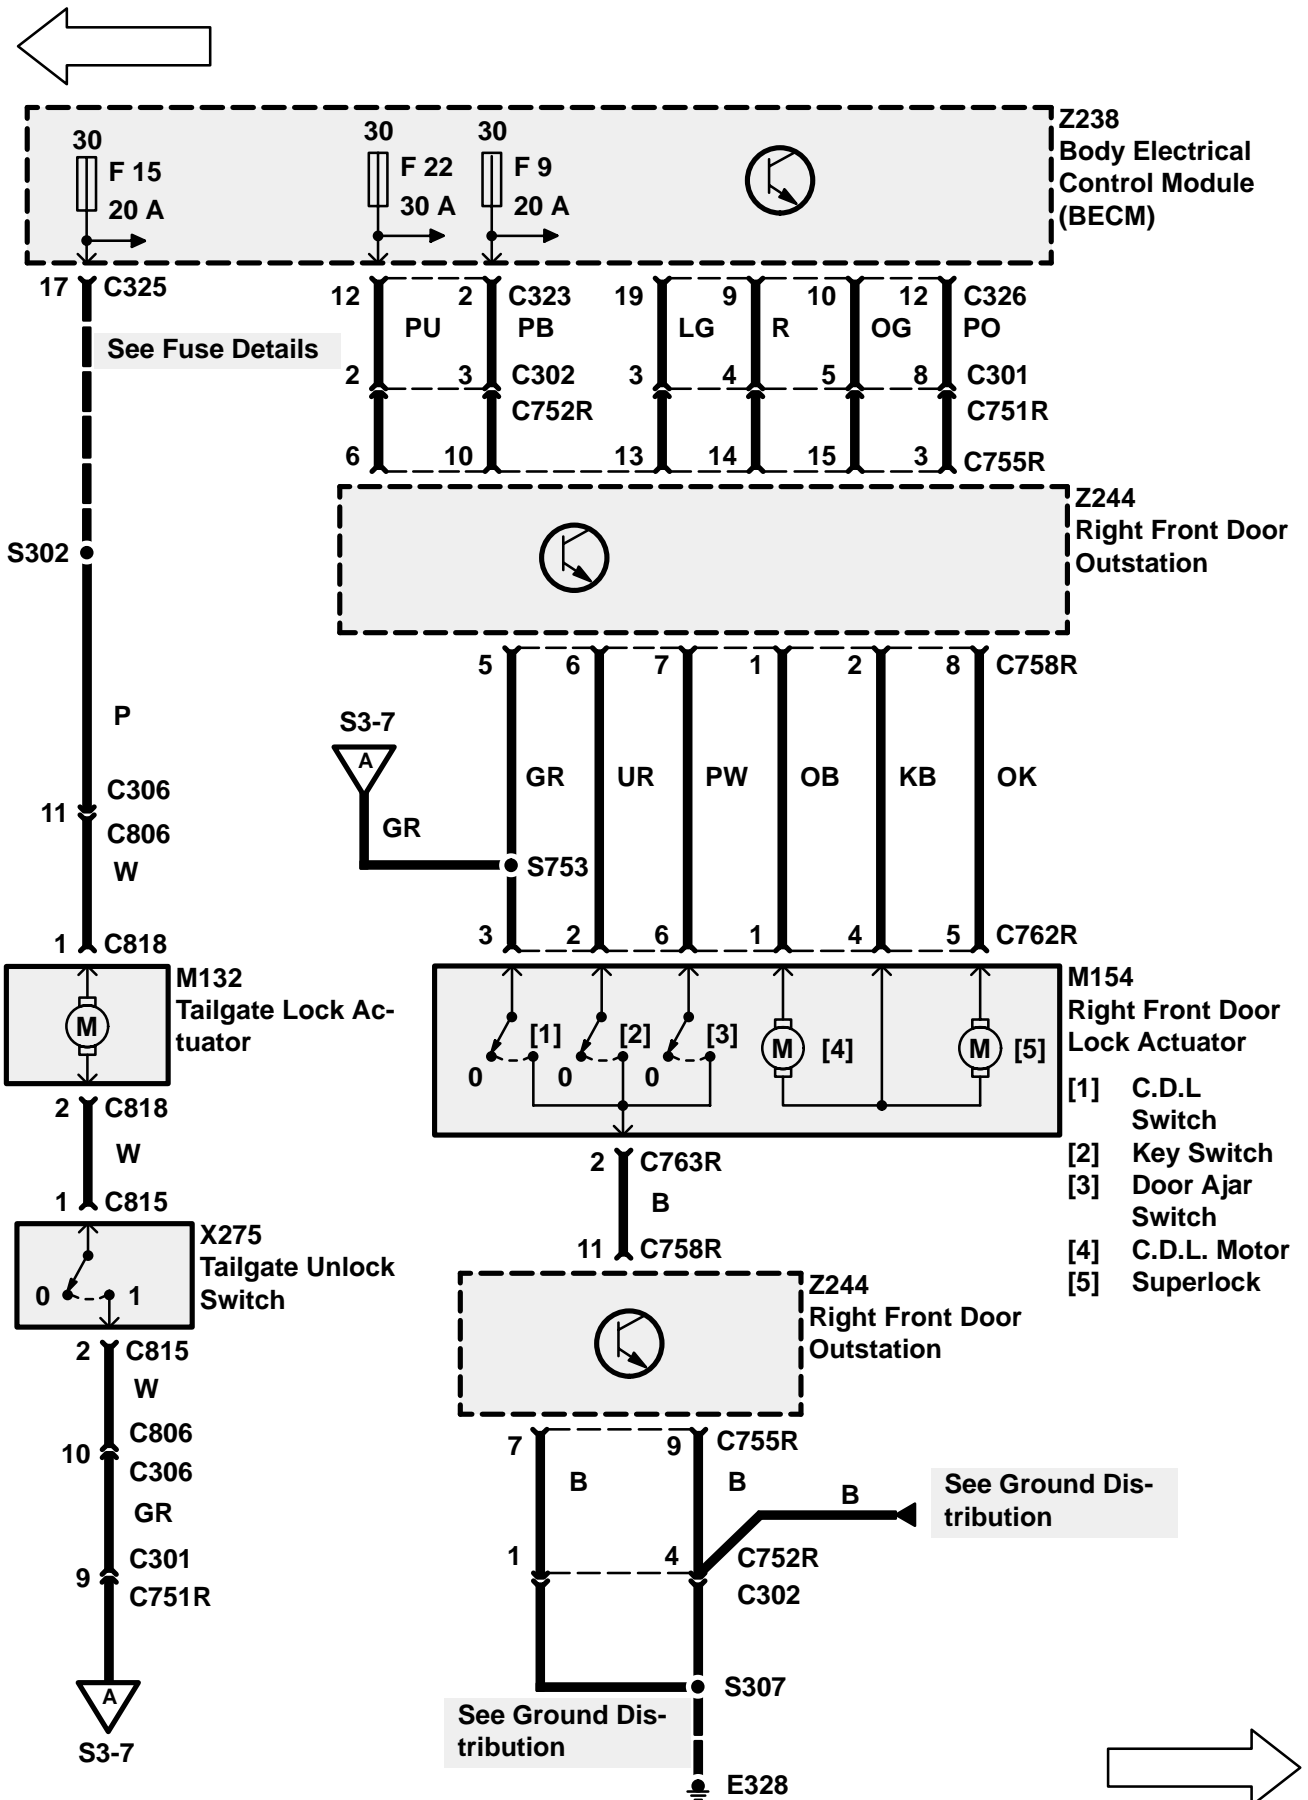 Z238
Body Electrical
Control Module
(BECM)
30
F 15
20 A
30
F 22
30 A
30
F 9
20 A
17 C325
12 2 C323
19 9 10 12 C326
See Fuse Details
PU PB LG R OG PO
2 3 C302
3 4 5 8 C301
C752R
C751R
6 10 13 14 15 3 C755R
Z244
Right Front Door
Outstation
S302
5 6 7 1 2 8 C758R
P
S3-7
A
GR
GR UR PW OB KB OK
C306
11
C806
W
S753
1 C818
3 2 6 1 4 5 C762R
M132
Tailgate Lock Ac-
tuator
M
M154
Right Front Door
Lock Actuator
[1] [2] [3]
0 0 0
M [4]
M [5]
[1] C.D.L
Switch
[2] Key Switch
[3] Door Ajar
Switch
[4] C.D.L. Motor
[5] Superlock
2 C818
W
1 C815
2 C763R
B
11 C758R
X275
Tailgate Unlock
Switch
0 1
Z244
Right Front Door
Outstation
2 C815
W
C806
10
C306
GR
C301
9
C751R
A
S3-7
7 9 C755R
B B B
See Ground Dis-
tribution
1 4 C752R
C302
S307
See Ground Dis-
tribution
E328